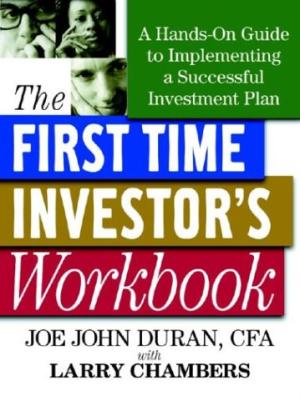 A Hands-On Guide
to Implementing
a Successful
Investment Plan
The
FIRST TIME
INVESTOR'S
Workbook
JOE JOHN DURAN, CFA
with
LARRY CHAMBERS